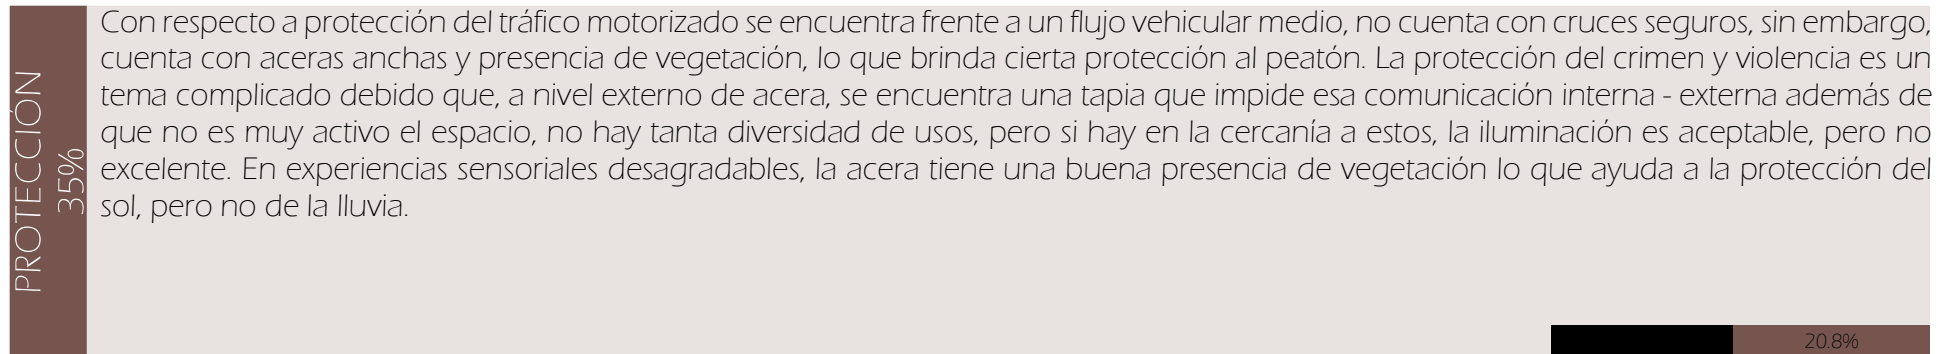 PROTECCIÓN
35%
Con respecto a protección del tráfico motorizado se encuentra frente a un flujo vehicular medio, no cuenta con cruces seguros, sin embargo,
cuenta con aceras anchas y presencia de vegetación, lo que brinda cierta protección al peatón. La protección del crimen y violencia es un
tema complicado debido que, a nivel externo de acera, se encuentra una tapia que impide esa comunicación interna - externa además de
que no es muy activo el espacio, no hay tanta diversidad de usos, pero si hay en la cercanía a estos, la iluminación es aceptable, pero no
excelente. En experiencias sensoriales desagradables, la acera tiene una buena presencia de vegetación lo que ayuda a la protección del
sol, pero no de la lluvia.
20.8%